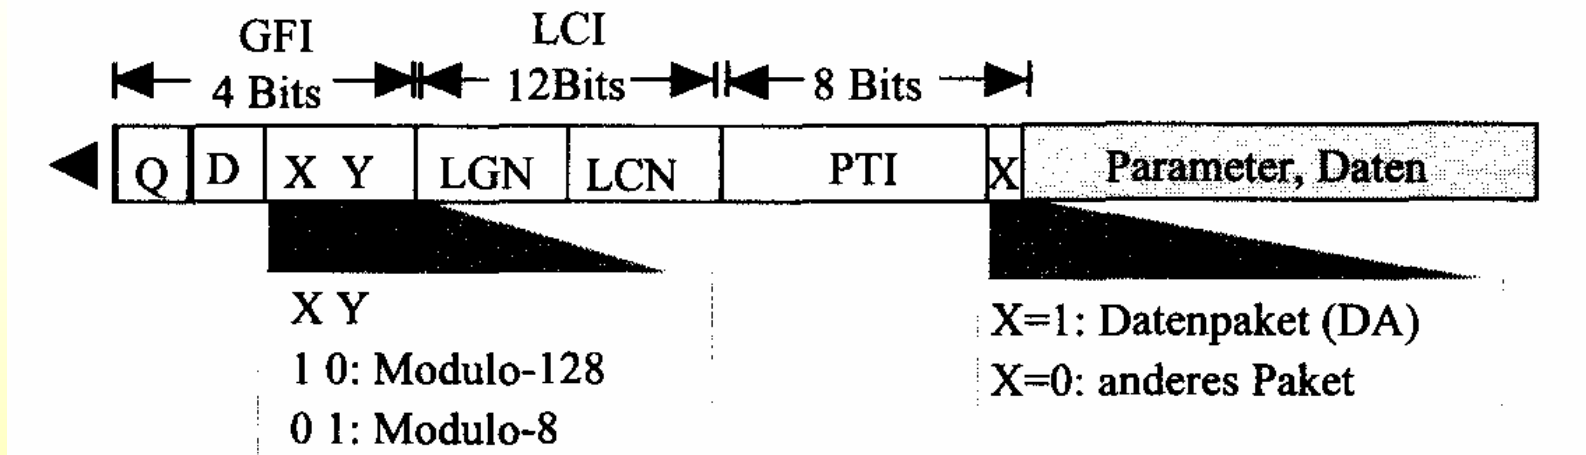 GFI LCI
4 Bits 12Bits 8 Bits
Q D X Y LGN LCN PTI X Parameter, Daten
X Y
1 0: Modulo-128
0 1: Modulo-8
X=1: Datenpaket (DA)
X=0: anderes Paket